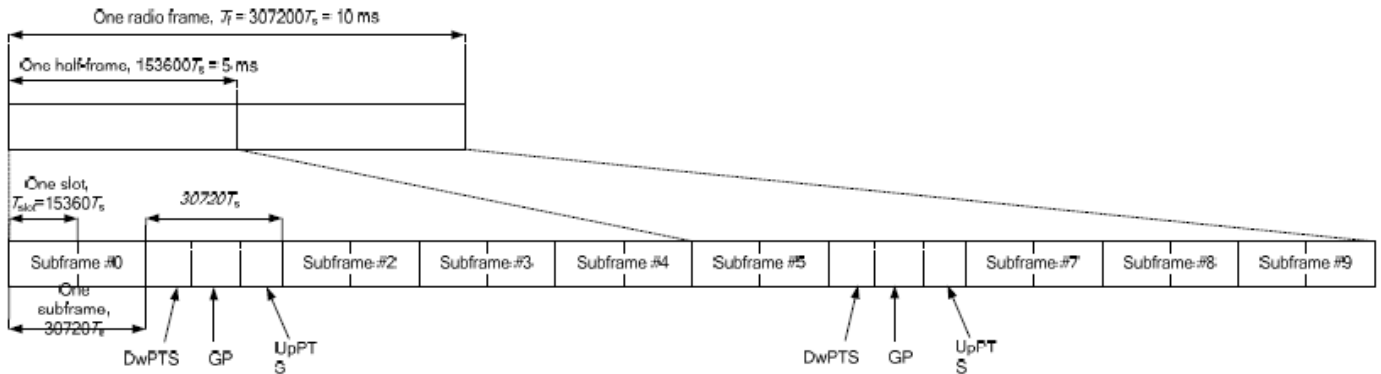 One radio frame, Tf = 307200Ts = 10 ms
One half-frame, 153600Ts = 5 ms
One slot,
Tslot=15360Ts
30720Ts
Subframe #0
Subframe #2
Subframe #3
Subframe #4
Subframe #5
Subframe #7
Subframe #8
Subframe #9
One
subframe,
30720Ts
DwPTS
GP
UpPT
S
DwPTS
GP
UpPT
S